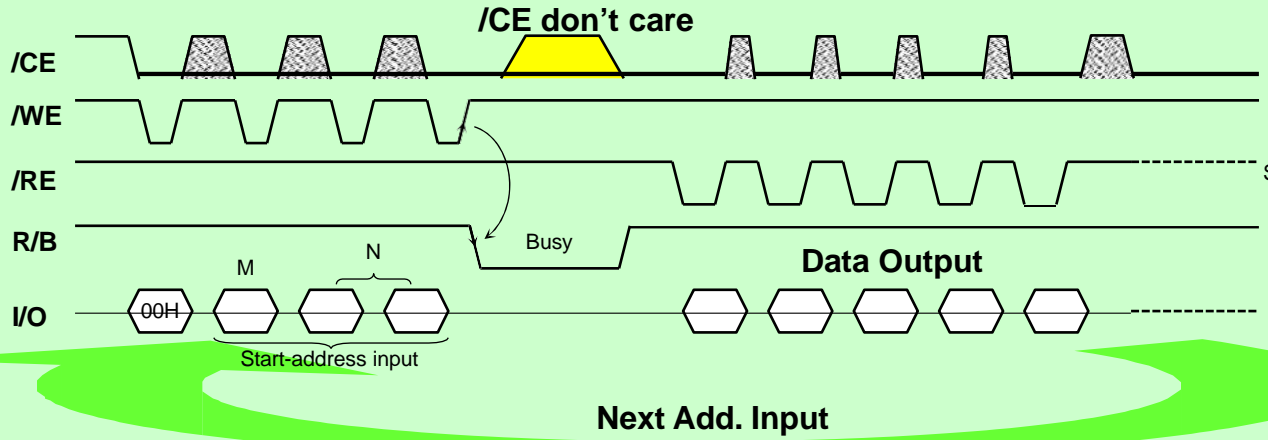 /CE don't care
/CE
/WE
/RE
R/B
Busy
M
N
Data Output
I/O
00H
Start-address input
Next Add. Input